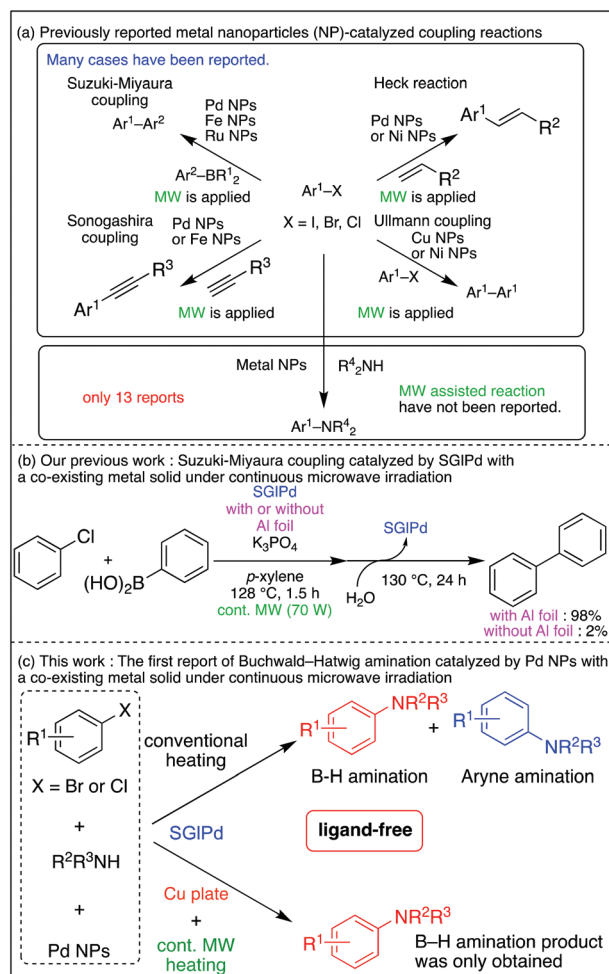 (a) Previously reported metal nanoparticles (NP)-catalyzed coupling reactions
Many cases have been reported.
Suzuki-Miyaura
coupling
Ar¹–Ar²
Pd NPs
Fe NPs
Ru NPs
Ar²–BR¹₂
MW is applied
Heck reaction
Pd NPs
or Ni NPs
Ar¹
R²
R²
MW is applied
Ar¹–X
X = I, Br, Cl
Sonogashira
coupling
Pd NPs
or Fe NPs
R³
Ar¹
R³
MW is applied
Ullmann coupling
Cu NPs
or Ni NPs
Ar¹–X
Ar¹–Ar¹
MW is applied
Metal NPs
R⁴₂NH
only 13 reports
MW assisted reaction
have not been reported.
Ar¹–NR⁴₂
(b) Our previous work : Suzuki-Miyaura coupling catalyzed by SGlPd with
a co-existing metal solid under continuous microwave irradiation
Cl
+
(HO)₂B
SGlPd
with or without
Al foil
K₃PO₄
p-xylene
128 °C, 1.5 h
cont. MW (70 W)
SGlPd
H₂O
130 °C, 24 h
with Al foil : 98%
without Al foil : 2%
(c) This work : The first report of Buchwald–Hatwig amination catalyzed by Pd NPs with
a co-existing metal solid under continuous microwave irradiation
X
R¹
X = Br or Cl
+
R²R³NH
+
Pd NPs
conventional
heating
SGlPd
Cu plate
+
cont. MW
heating
NR²R³
R¹
B-H amination
+
R¹
NR²R³
Aryne amination
ligand-free
NR²R³
R¹
B–H amination product
was only obtained